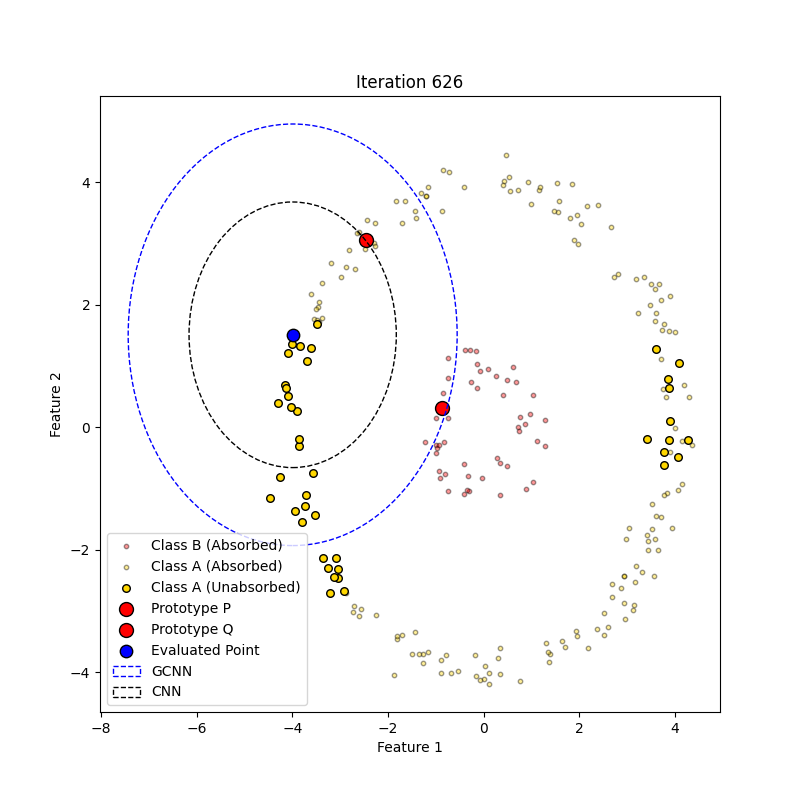 Iteration 626
4
2
0
−2
−4
Feature 2
Class B (Absorbed)
Class A (Absorbed)
Class A (Unabsorbed)
Prototype P
Prototype Q
Evaluated Point
GCNN
CNN
−8 −6 −4 −2 0 2 4
Feature 1